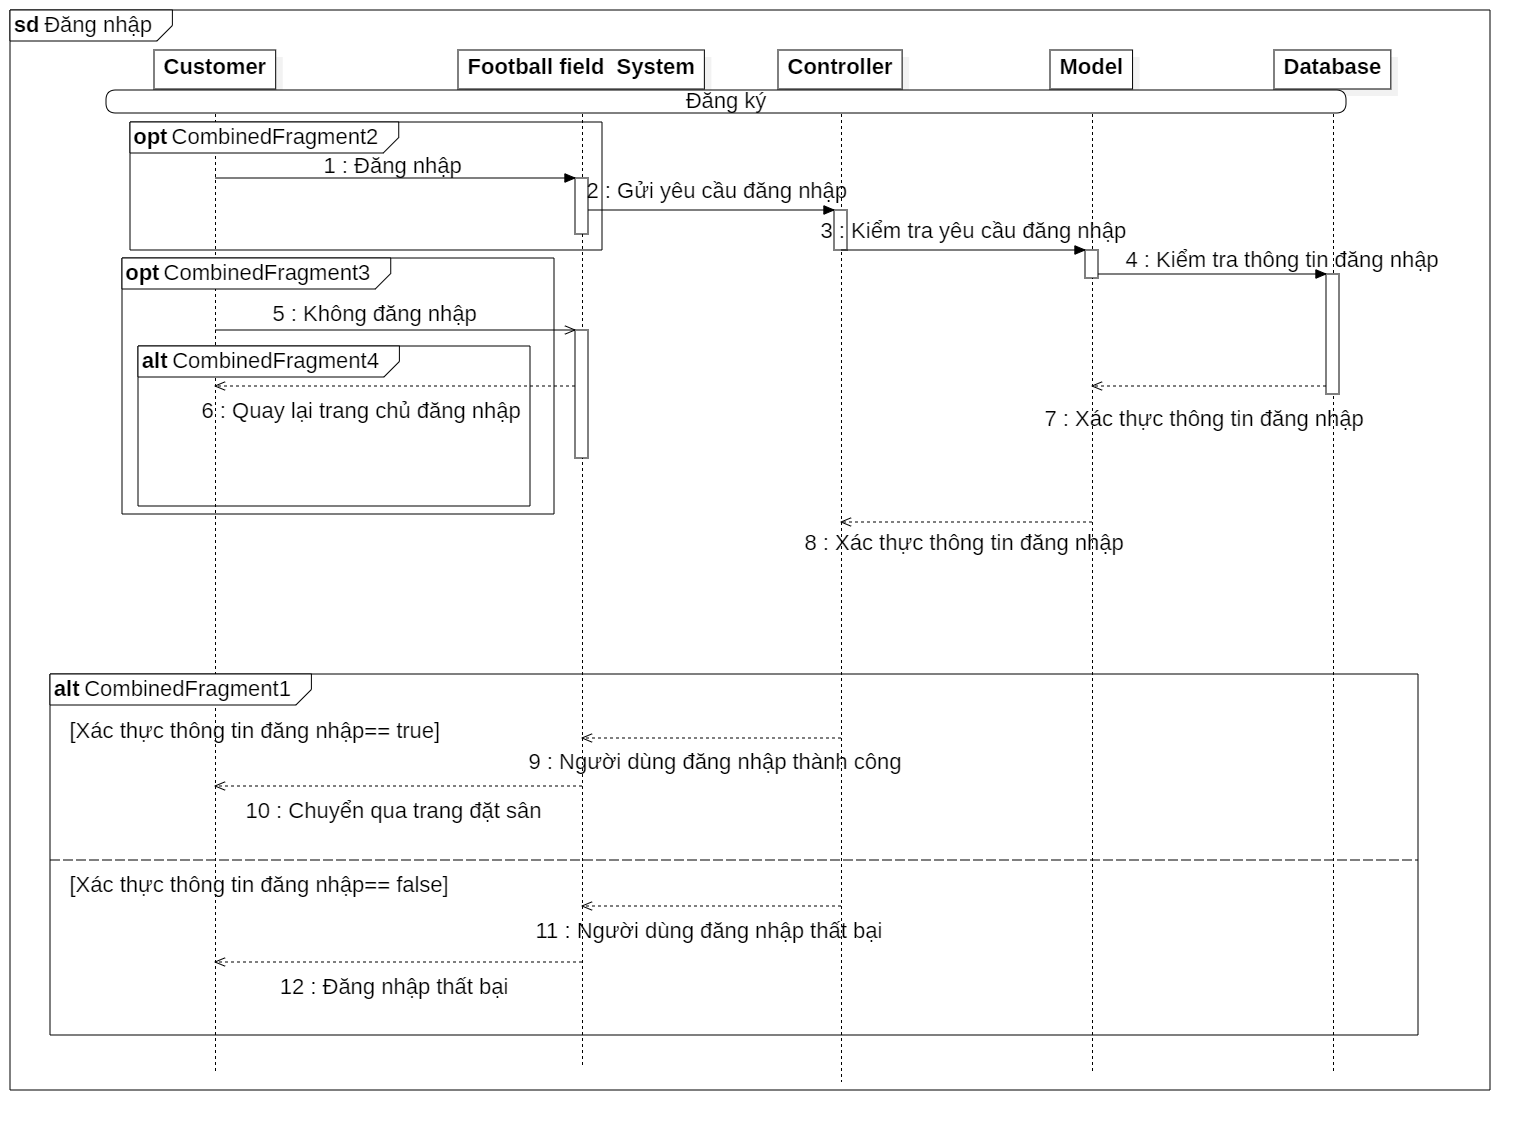 sd Đăng nhập
Customer
Football field System
Controller
Model
Database
Đăng ký
opt CombinedFragment2
1 : Đăng nhập
2 : Gửi yêu cầu đăng nhập
3 : Kiểm tra yêu cầu đăng nhập
4 : Kiểm tra thông tin đăng nhập
opt CombinedFragment3
5 : Không đăng nhập
alt CombinedFragment4
6 : Quay lại trang chủ đăng nhập
7 : Xác thực thông tin đăng nhập
8 : Xác thực thông tin đăng nhập
alt CombinedFragment1
[Xác thực thông tin đăng nhập== true]
9 : Người dùng đăng nhập thành công
10 : Chuyển qua trang đặt sân
[Xác thực thông tin đăng nhập== false]
11 : Người dùng đăng nhập thất bại
12 : Đăng nhập thất bại